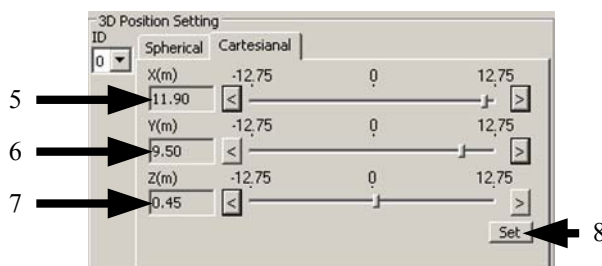 3D Position Setting
ID
0
Spherical Cartesianal
X(m) -12.75 0 12.75
5 11.90 < >
Y(m) -12.75 0 12.75
6 9.50 < >
Z(m) -12.75 0 12.75
7 0.45 < >
Set 8